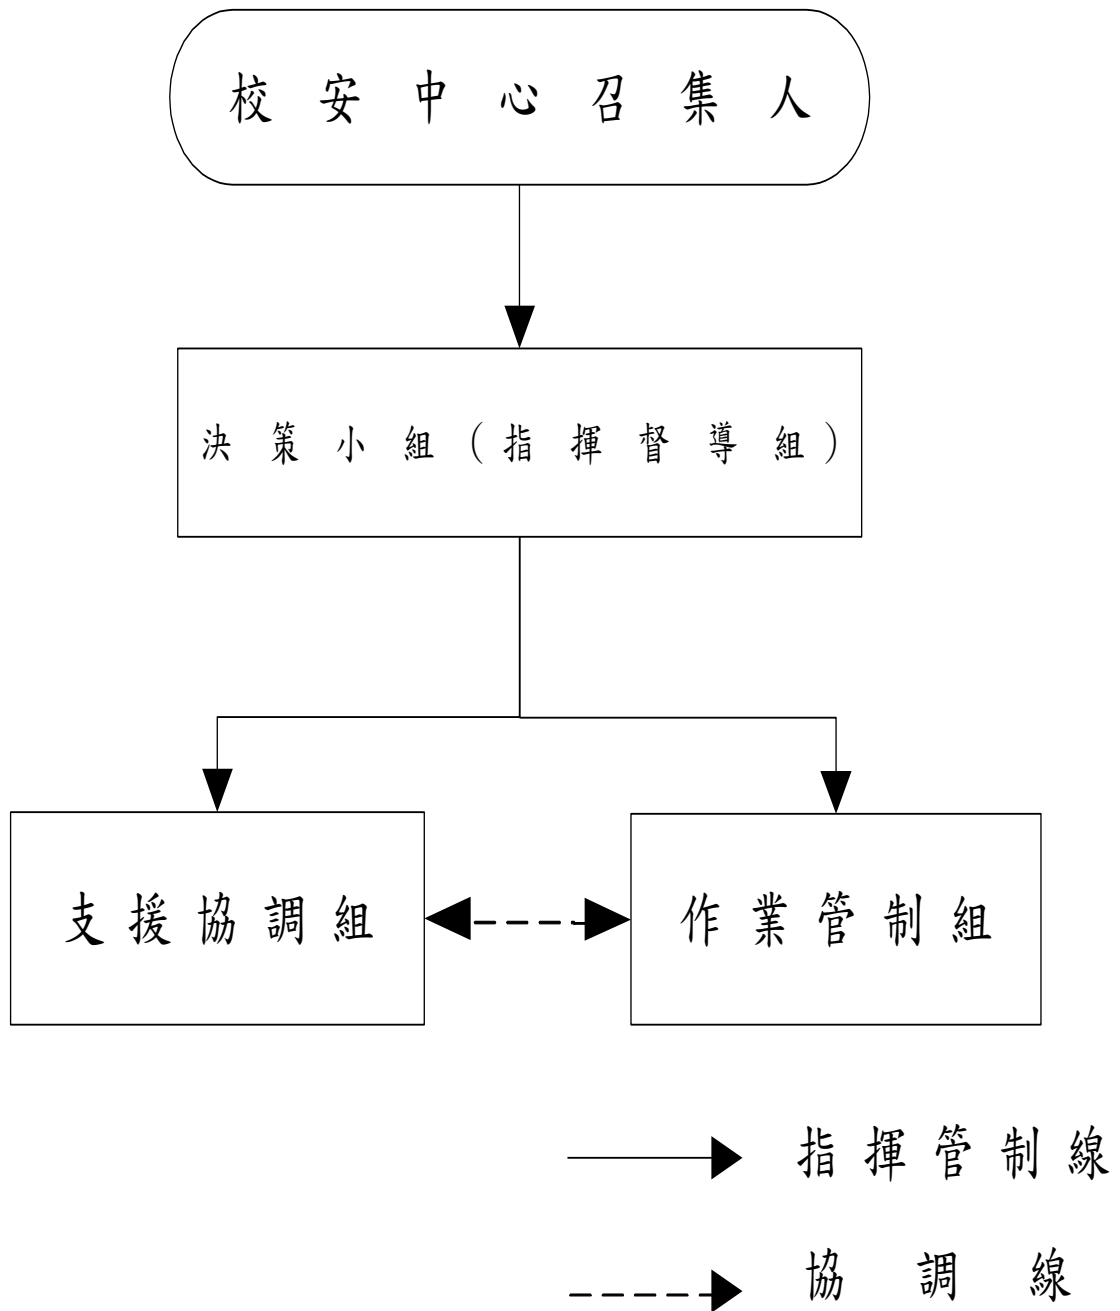 校安中心召集人
決策小組(指揮督導組)
支援協調組
作業管制組
指揮管制線
協調線